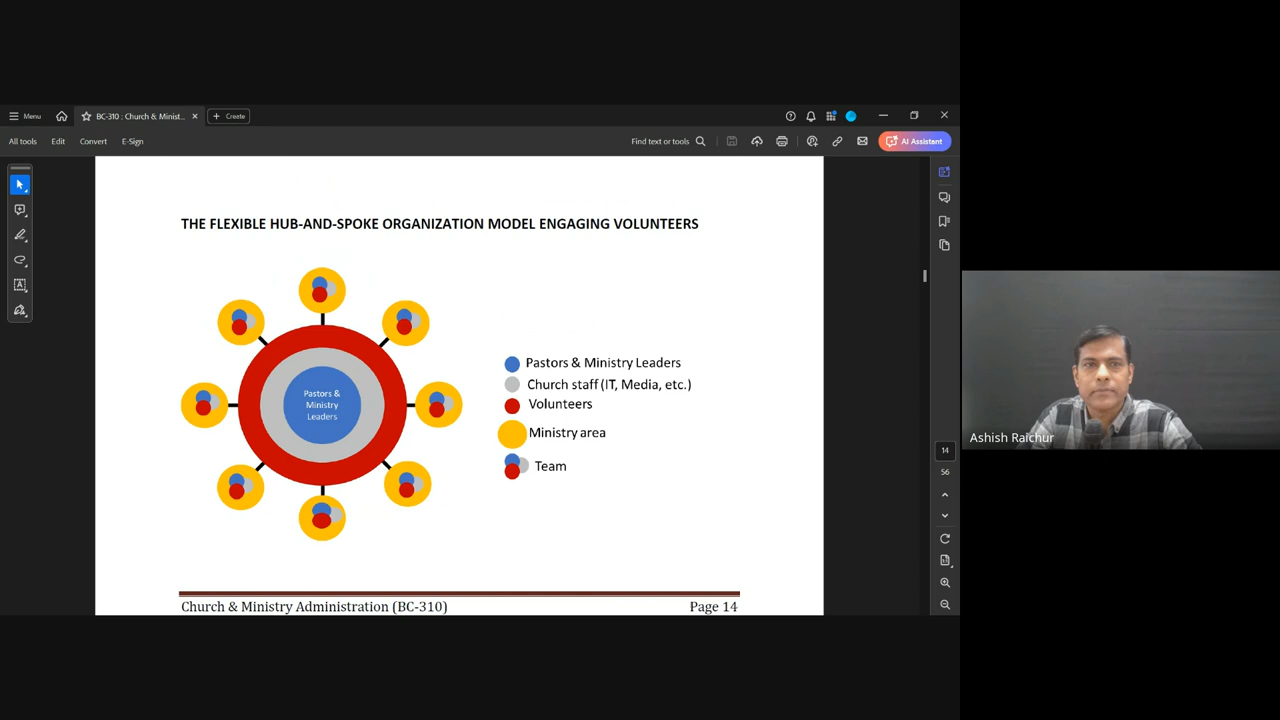 Menu
BC-310 : Church & Minist...
Create
All tools
Edit
Convert
E-Sign
Find text or tools
AI Assistant
THE FLEXIBLE HUB-AND-SPOKE ORGANIZATION MODEL ENGAGING VOLUNTEERS
Pastors &
Ministry
Leaders
Pastors & Ministry Leaders
Church staff (IT, Media, etc.)
Volunteers
Ministry area
Team
Church & Ministry Administration (BC-310)
Page 14
14
56
Ashish Raichur